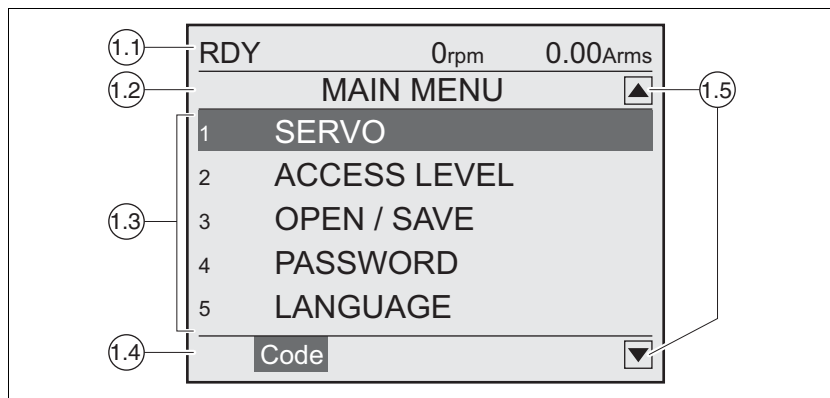 1.1 RDY 0rpm 0.00Arms
1.2 MAIN MENU 1.5
1 SERVO
2 ACCESS LEVEL
1.3 3 OPEN / SAVE
4 PASSWORD
5 LANGUAGE
1.4 Code